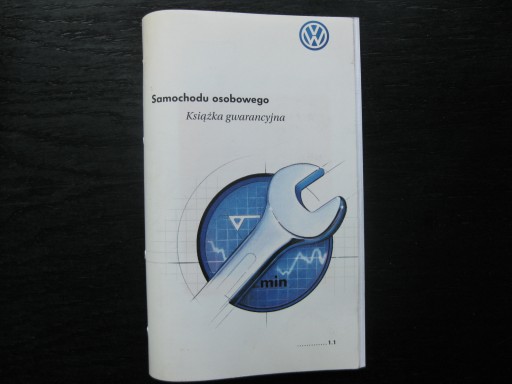 Samochodu osobowego
Książka gwarancyjna
min
..............1.1